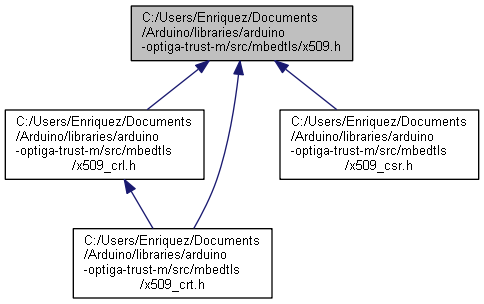 C:/Users/Enriquez/Documents
/Arduino/libraries/arduino
-optiga-trust-m/src/mbedtls/x509.h
C:/Users/Enriquez/Documents
/Arduino/libraries/arduino
-optiga-trust-m/src/mbedtls
/x509_crl.h
C:/Users/Enriquez/Documents
/Arduino/libraries/arduino
-optiga-trust-m/src/mbedtls
/x509_csr.h
C:/Users/Enriquez/Documents
/Arduino/libraries/arduino
-optiga-trust-m/src/mbedtls
/x509_crt.h